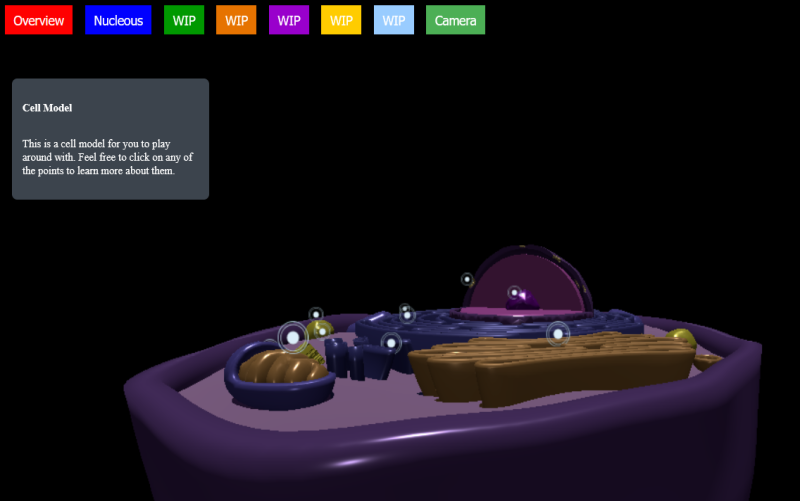 Overview Nucleous WIP WIP WIP WIP WIP Camera
Cell Model
This is a cell model for you to play
around with. Feel free to click on any of
the points to learn more about them.